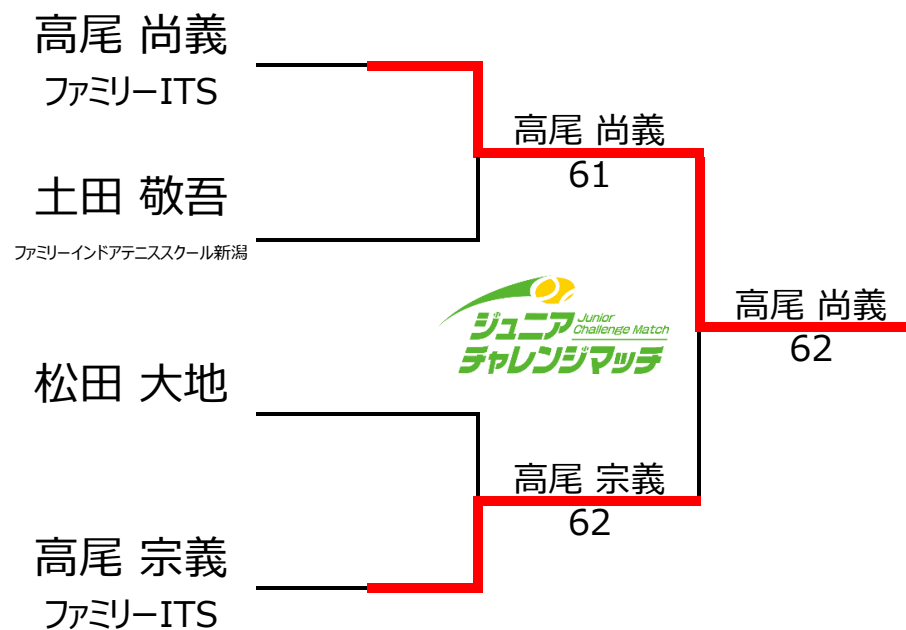 高尾 尚義
ファミリーITS
高尾 尚義
61
土田 敬吾
ファミリーインドアテニススクール新潟
ジュニア
Junior
Challenge Match
チャレンジマッチ
高尾 尚義
62
松田 大地
高尾 宗義
62
高尾 宗義
ファミリーITS